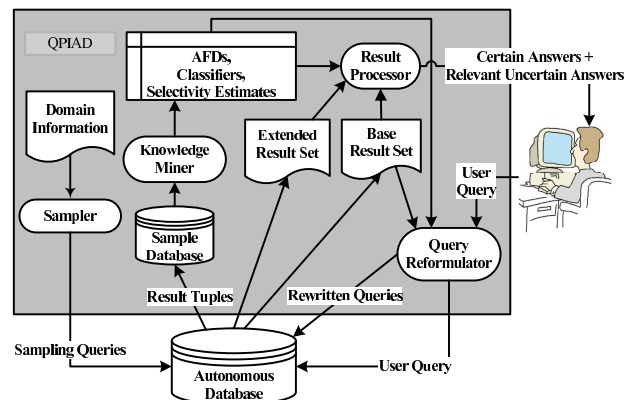 QPIAD
AFDs,
Classifiers,
Selectivity Estimates
Result
Processor
Certain Answers +
Relevant Uncertain Answers
Domain
Information
Extended
Result Set
Base
Result Set
Knowledge
Miner
User
Query
Sampler
Sample
Database
Query
Reformulator
Result Tuples
Rewritten Queries
Sampling Queries
User Query
Autonomous
Database